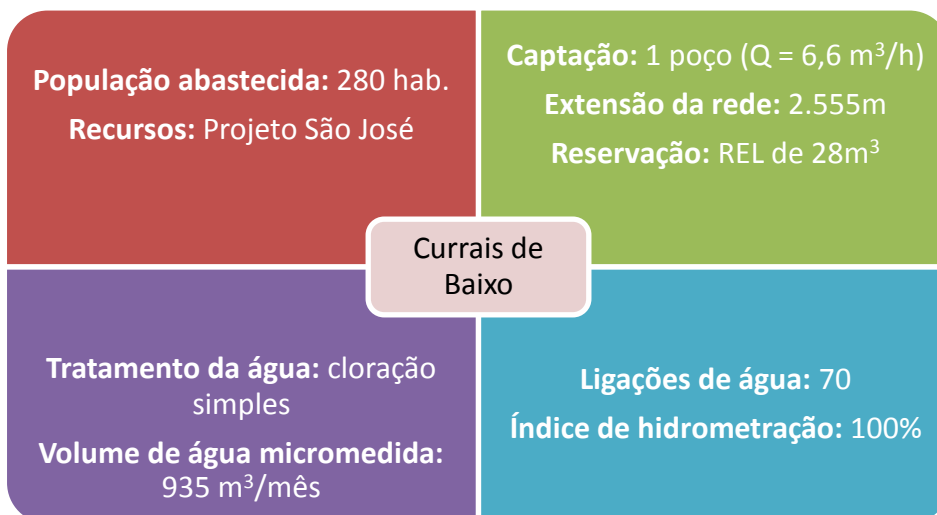 População abastecida: 280 hab.
Recursos: Projeto São José
Captação: 1 poço (Q = 6,6 m³/h)
Extensão da rede: 2.555m
Reservação: REL de 28m³
Currais de
Baixo
Tratamento da água: cloração
simples
Volume de água micromedida:
935 m³/mês
Ligações de água: 70
Índice de hidrometração: 100%